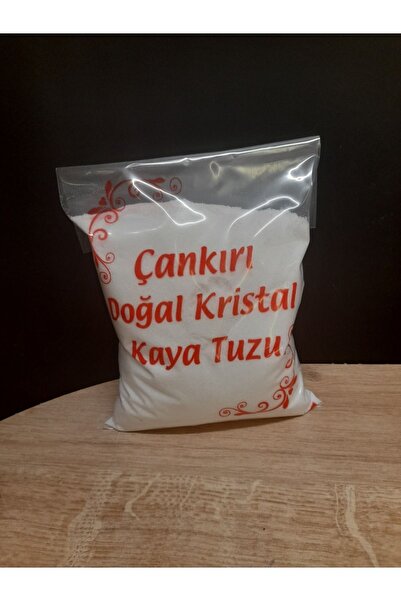 Çankırı
Doğal Kristal
Kaya Tuzu